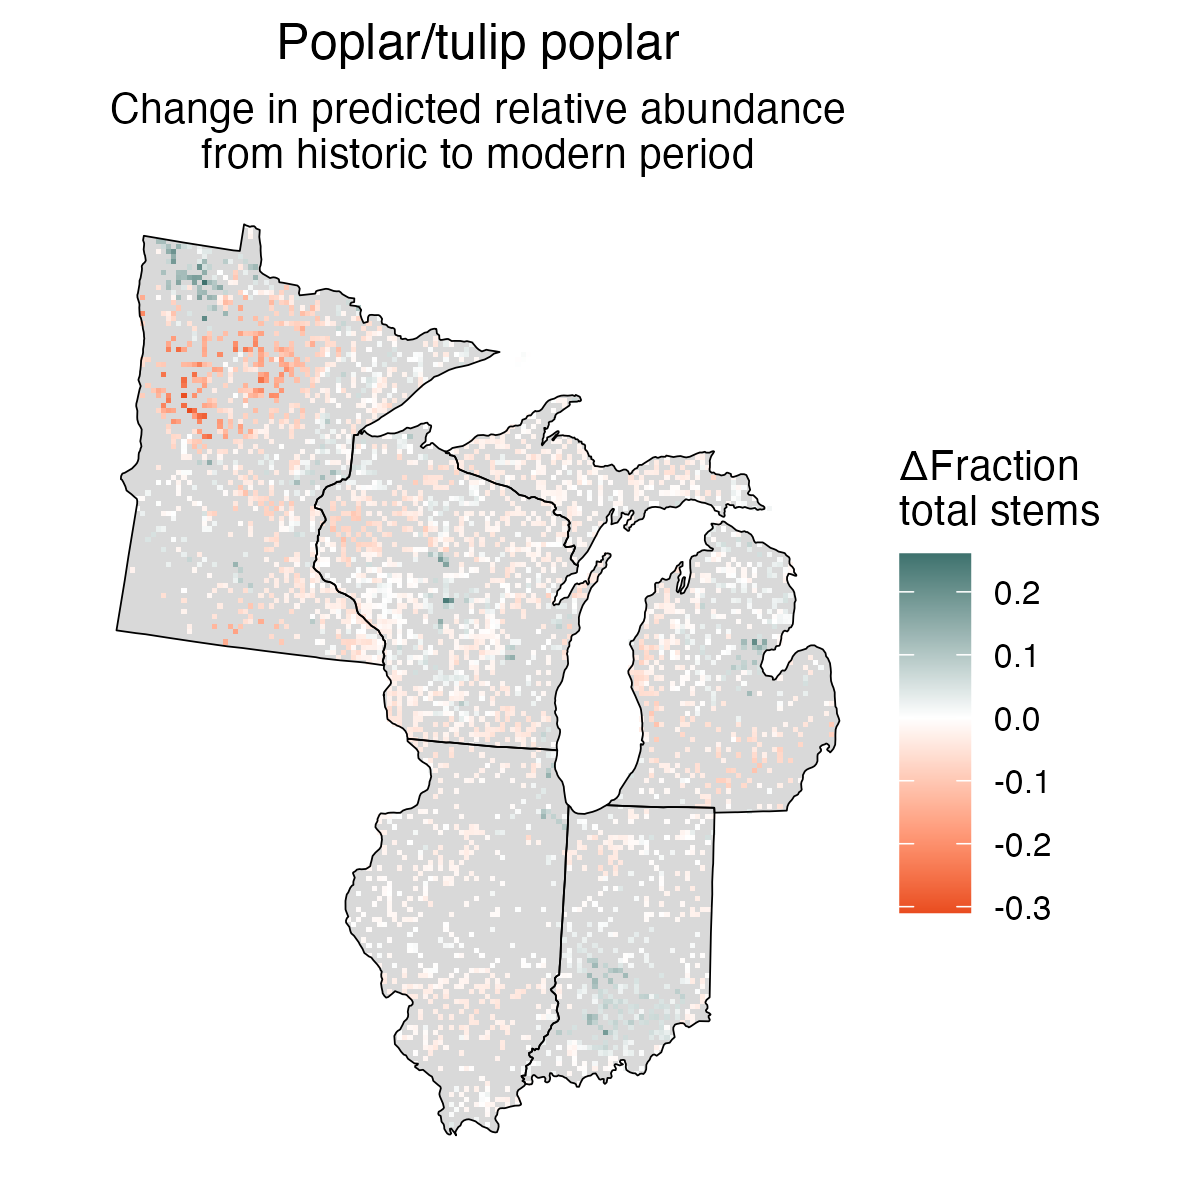 Poplar/tulip poplar
Change in predicted relative abundance
from historic to modern period
ΔFraction
total stems
0.2
0.1
0.0
-0.1
-0.2
-0.3